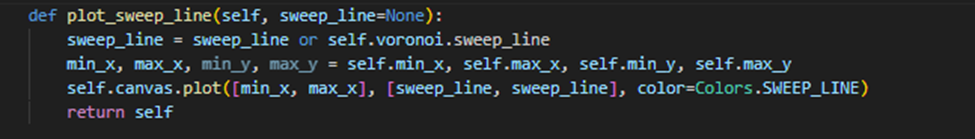 def plot_sweep_line(self, sweep_line=None):
    sweep_line = sweep_line or self.voronoi.sweep_line
    min_x, max_x, min_y, max_y = self.min_x, self.max_x, self.min_y, self.max_y
    self.canvas.plot([min_x, max_x], [sweep_line, sweep_line], color=Colors.SWEEP_LINE)
    return self